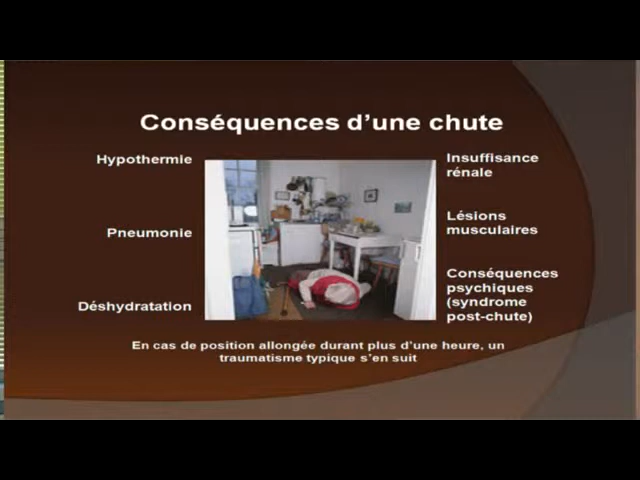 Conséquences d'une chute
Hypothermie
Pneumonie
Déshydratation
Insuffisance
rénale
Lésions
musculaires
Conséquences
psychiques
(syndrome
post-chute)
En cas de position allongée durant plus d'une heure, un
traumatisme typique s'en suit